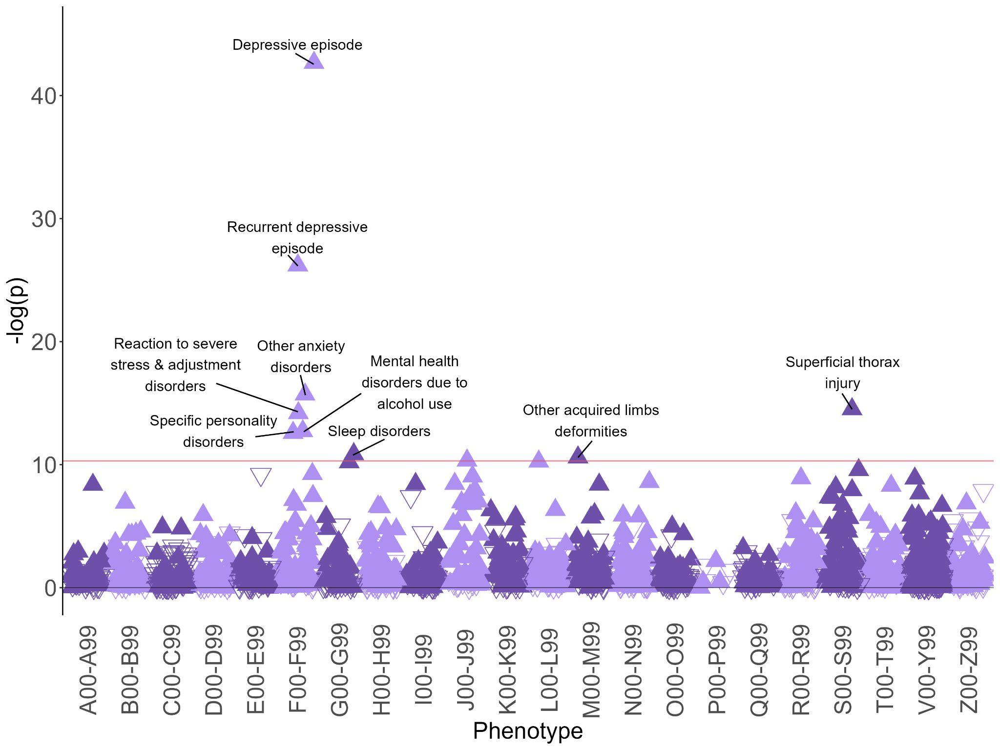 Depressive episode
40
30
Recurrent depressive
episode
-log(p)
20
Reaction to severe
stress & adjustment
disorders
Other anxiety
disorders
Mental health
disorders due to
alcohol use
Superficial thorax
injury
Specific personality
disorders
Sleep disorders
Other acquired limbs
deformities
10
0
A00-A99
B00-B99
C00-C99
D00-D99
E00-E99
F00-F99
G00-G99
H00-H99
I00-I99
J00-J99
K00-K99
L00-L99
M00-M99
N00-N99
O00-O99
P00-P99
Q00-Q99
R00-R99
S00-S99
T00-T99
V00-Y99
Z00-Z99
Phenotype